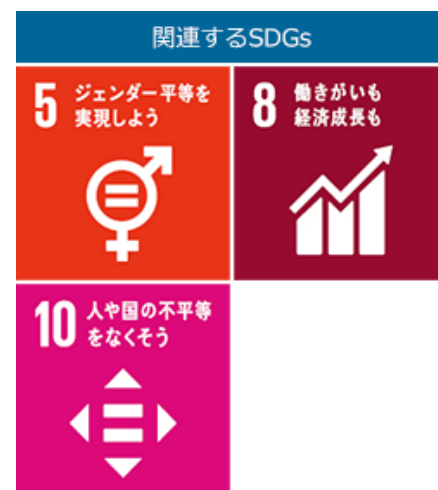 関連するSDGs
5 ジェンダー平等を
実現しよう
8 働きがいも
経済成長も
10 人や国の不平等
をなくそう